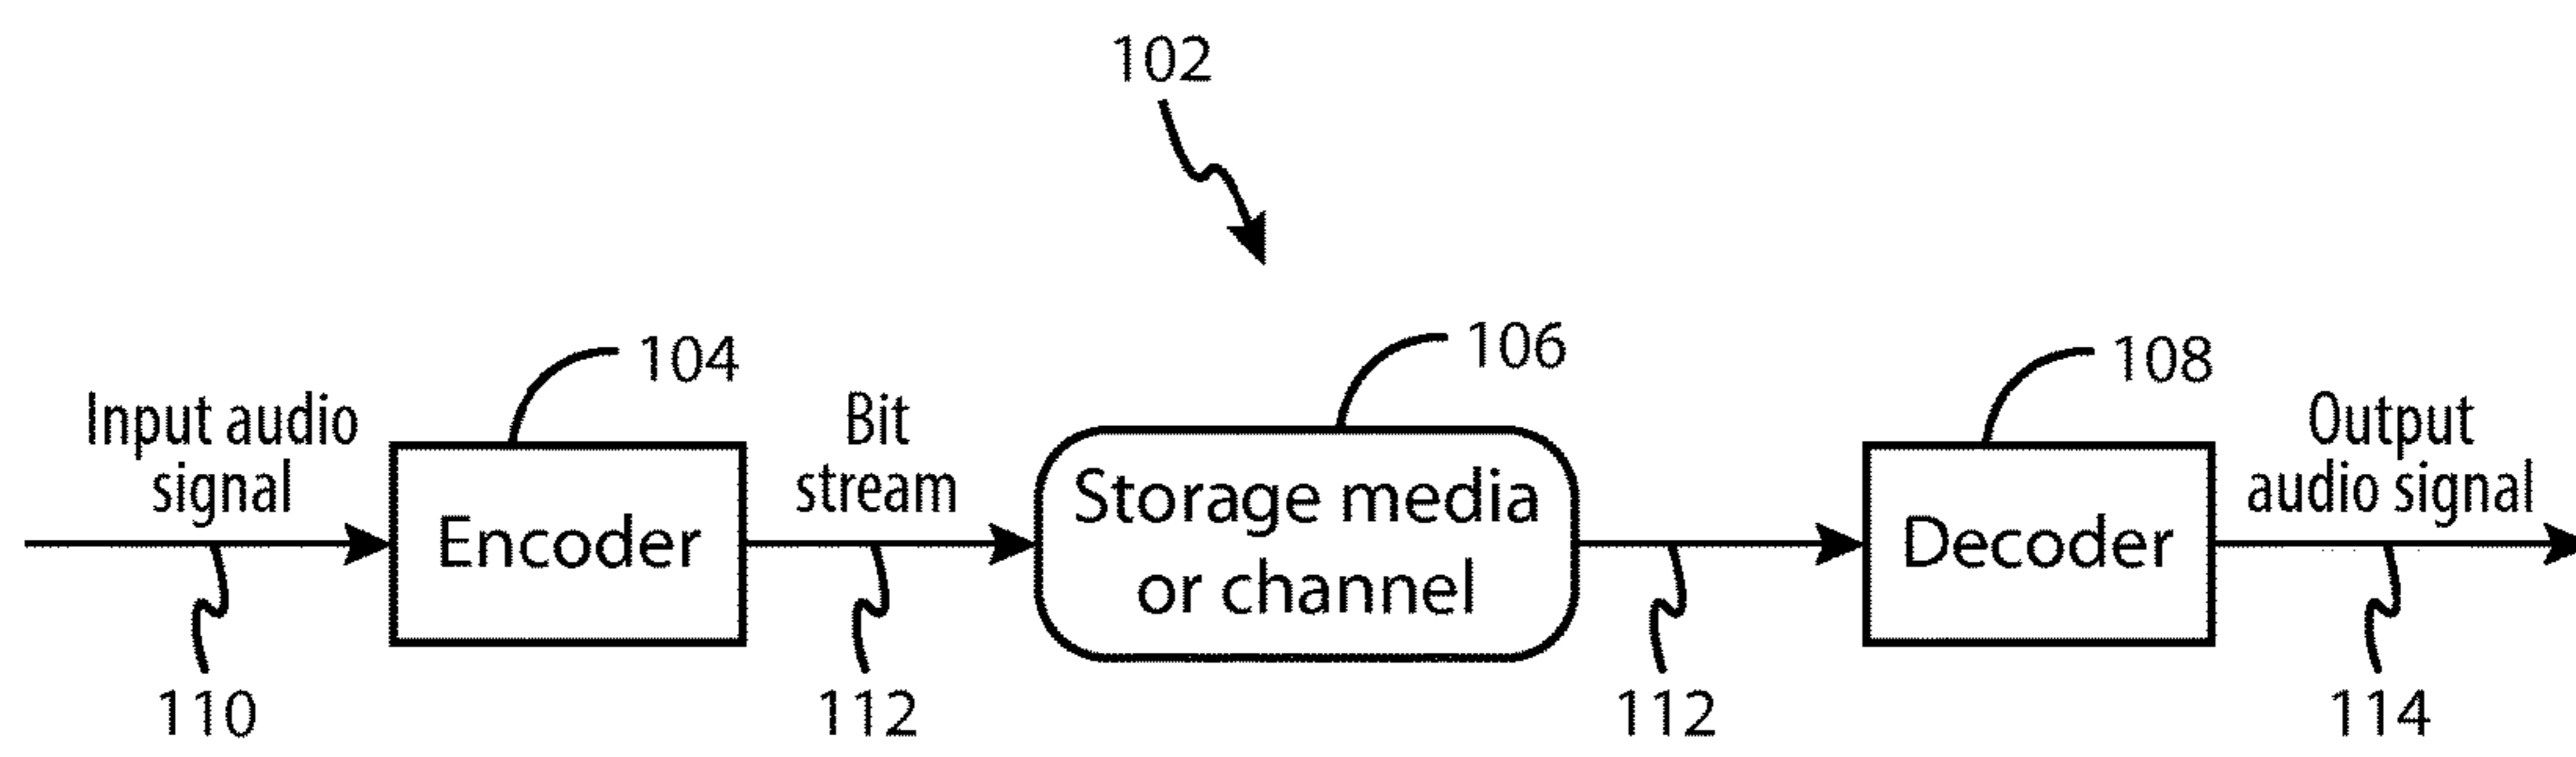 102
104
106
108
Input audio
signal
Bit
stream
Output
audio signal
Encoder
Storage media
or channel
Decoder
110
112
112
114